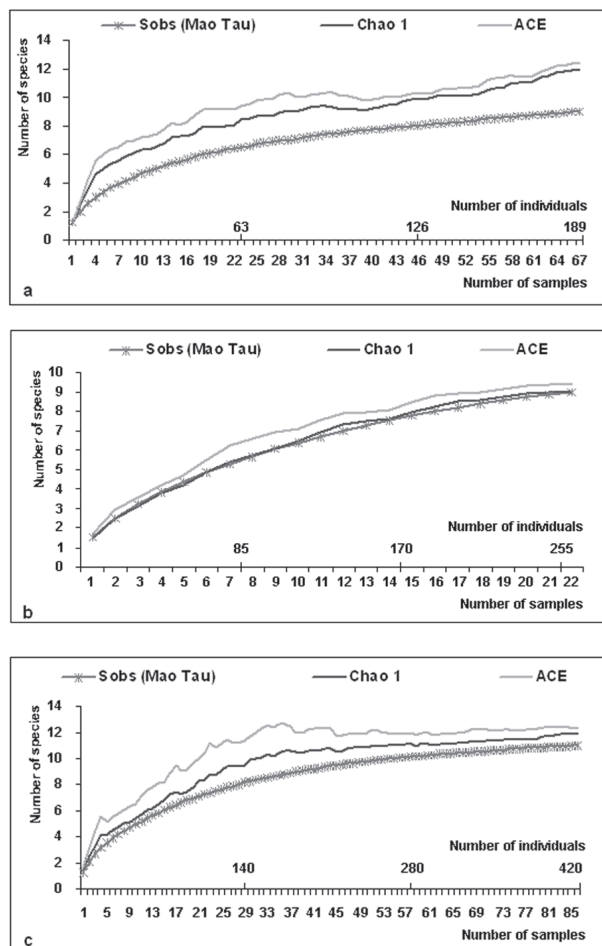 Sobs (Mao Tau) Chao 1 ACE
Number of species
14
12
10
8
6
4
2
0
Number of individuals
63 126 189
1 4 7 10 13 16 19 22 25 28 31 34 37 40 43 46 49 52 55 58 61 64 67
Number of samples
a
Sobs (Mao Tau) Chao 1 ACE
Number of species
10
9
8
7
6
5
4
3
2
1
0
Number of individuals
85 170 255
1 2 3 4 5 6 7 8 9 10 11 12 13 14 15 16 17 18 19 20 21 22
Number of samples
b
Sobs (Mao Tau) Chao 1 ACE
Number of species
14
12
10
8
6
4
2
0
Number of individuals
140 280 420
1 5 9 13 17 21 25 29 33 37 41 45 49 53 57 61 65 69 73 77 81 85
Number of samples
c